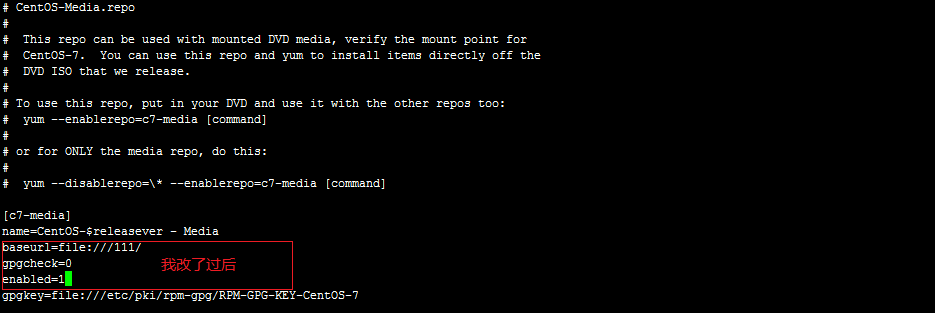 # CentOS-Media.repo
#
#  This repo can be used with mounted DVD media, verify the mount point for
#  CentOS-7.  You can use this repo and yum to install items directly off the
#  DVD ISO that we release.
#
# To use this repo, put in your DVD and use it with the other repos too:
#  yum --enablerepo=c7-media [command]
#
# or for ONLY the media repo, do this:
#
#  yum --disablerepo=\* --enablerepo=c7-media [command]

[c7-media]
name=CentOS-$releasever - Media
baseurl=file:///111/
gpgcheck=0 我改了过后
enabled=1
gpgkey=file:///etc/pki/rpm-gpg/RPM-GPG-KEY-CentOS-7